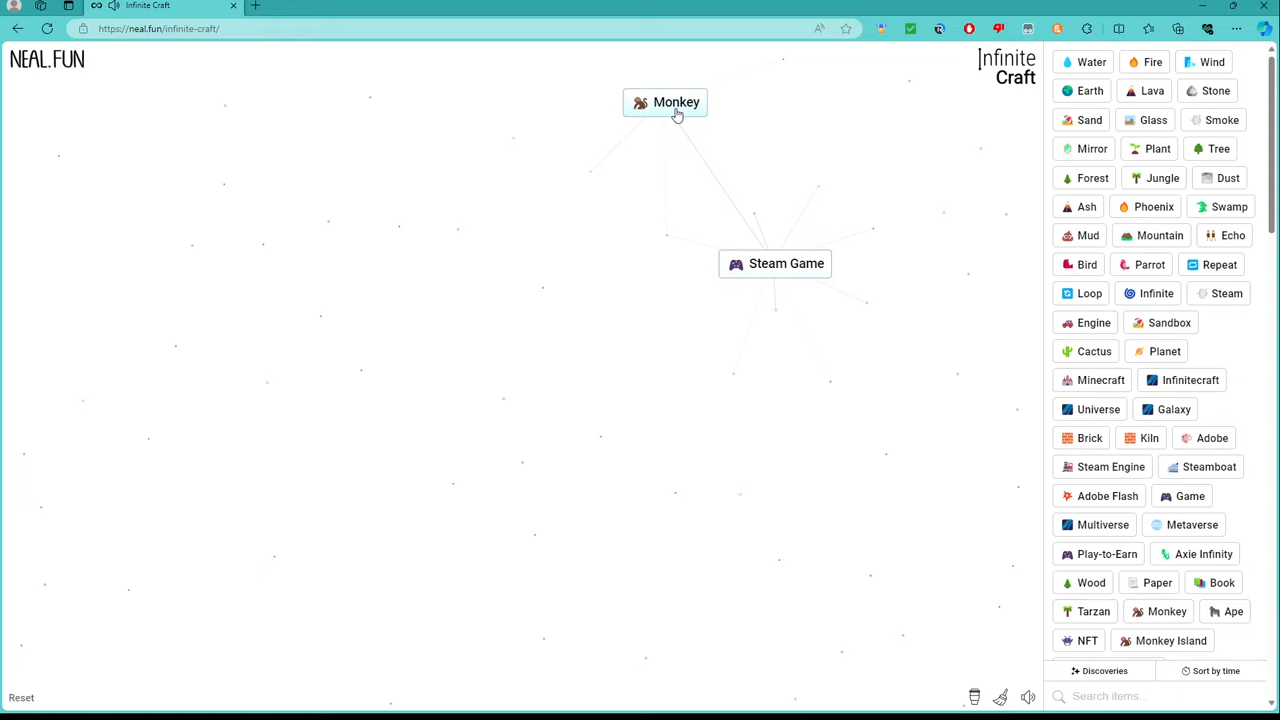 Infinite Craft
https://neal.fun/infinite-craft/
NEAL.FUN
Infinite
Craft
Monkey
Steam Game
Water Fire Wind
Earth Lava Stone
Sand Glass Smoke
Mirror Plant Tree
Forest Jungle Dust
Ash Phoenix Swamp
Mud Mountain Echo
Bird Parrot Repeat
Loop Infinite Steam
Engine Sandbox
Cactus Planet
Minecraft Infinitecraft
Universe Galaxy
Brick Kiln Adobe
Steam Engine Steamboat
Adobe Flash Game
Multiverse Metaverse
Play-to-Earn Axie Infinity
Wood Paper Book
Tarzan Monkey Ape
NFT Monkey Island
Discoveries Sort by time
Reset
Search items...